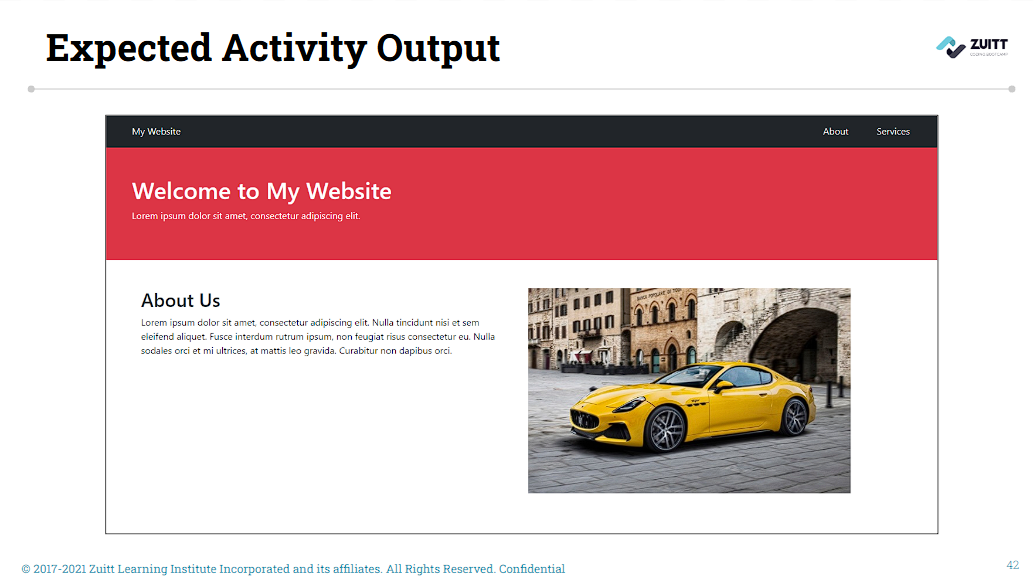 Expected Activity Output
ZUITT
My Website
About
Services
Welcome to My Website
Lorem ipsum dolor sit amet, consectetur adipiscing elit.
About Us
Lorem ipsum dolor sit amet, consectetur adipiscing elit. Nulla tincidunt nisi et sem
eleifend aliquet. Fusce interdum rutrum ipsum, non feugiat risus consectetur eu. Nulla
sodales orci et mi ultrices, at mattis leo gravida. Curabitur non dapibus orci.
© 2017-2021 Zuitt Learning Institute Incorporated and its affiliates. All Rights Reserved. Confidential
42